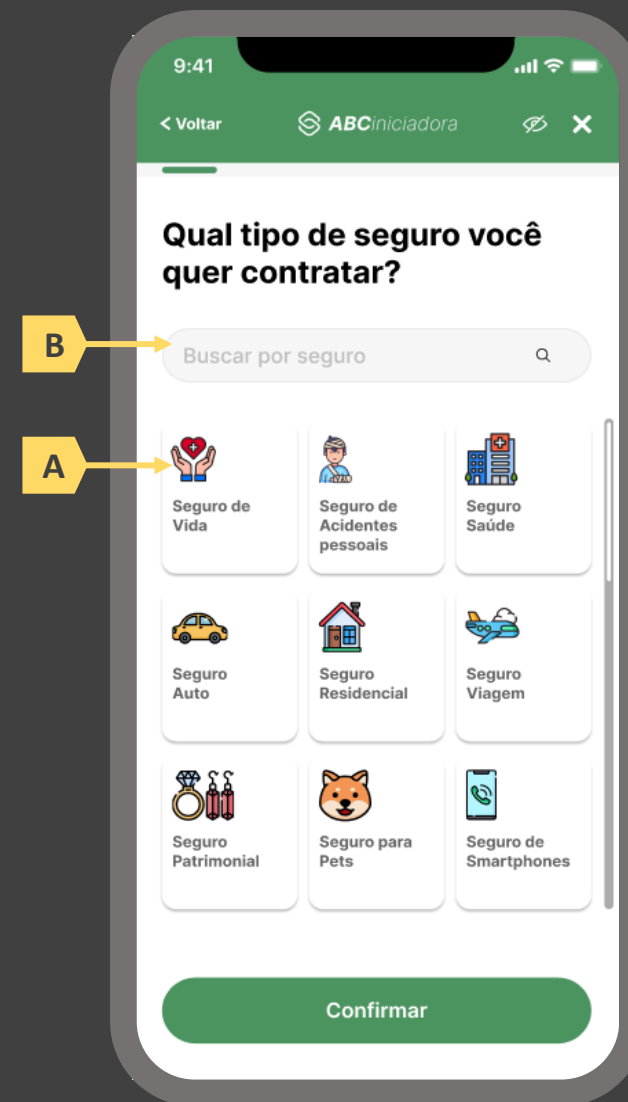 9:41
Voltar
ABCiniciadora
Qual tipo de seguro você
quer contratar?
B
Buscar por seguro
A
Seguro de
Vida
Seguro de
Acidentes
pessoais
Seguro
Saúde
Seguro
Auto
Seguro
Residencial
Seguro
Viagem
Seguro
Patrimonial
Seguro para
Pets
Seguro de
Smartphones
Confirmar